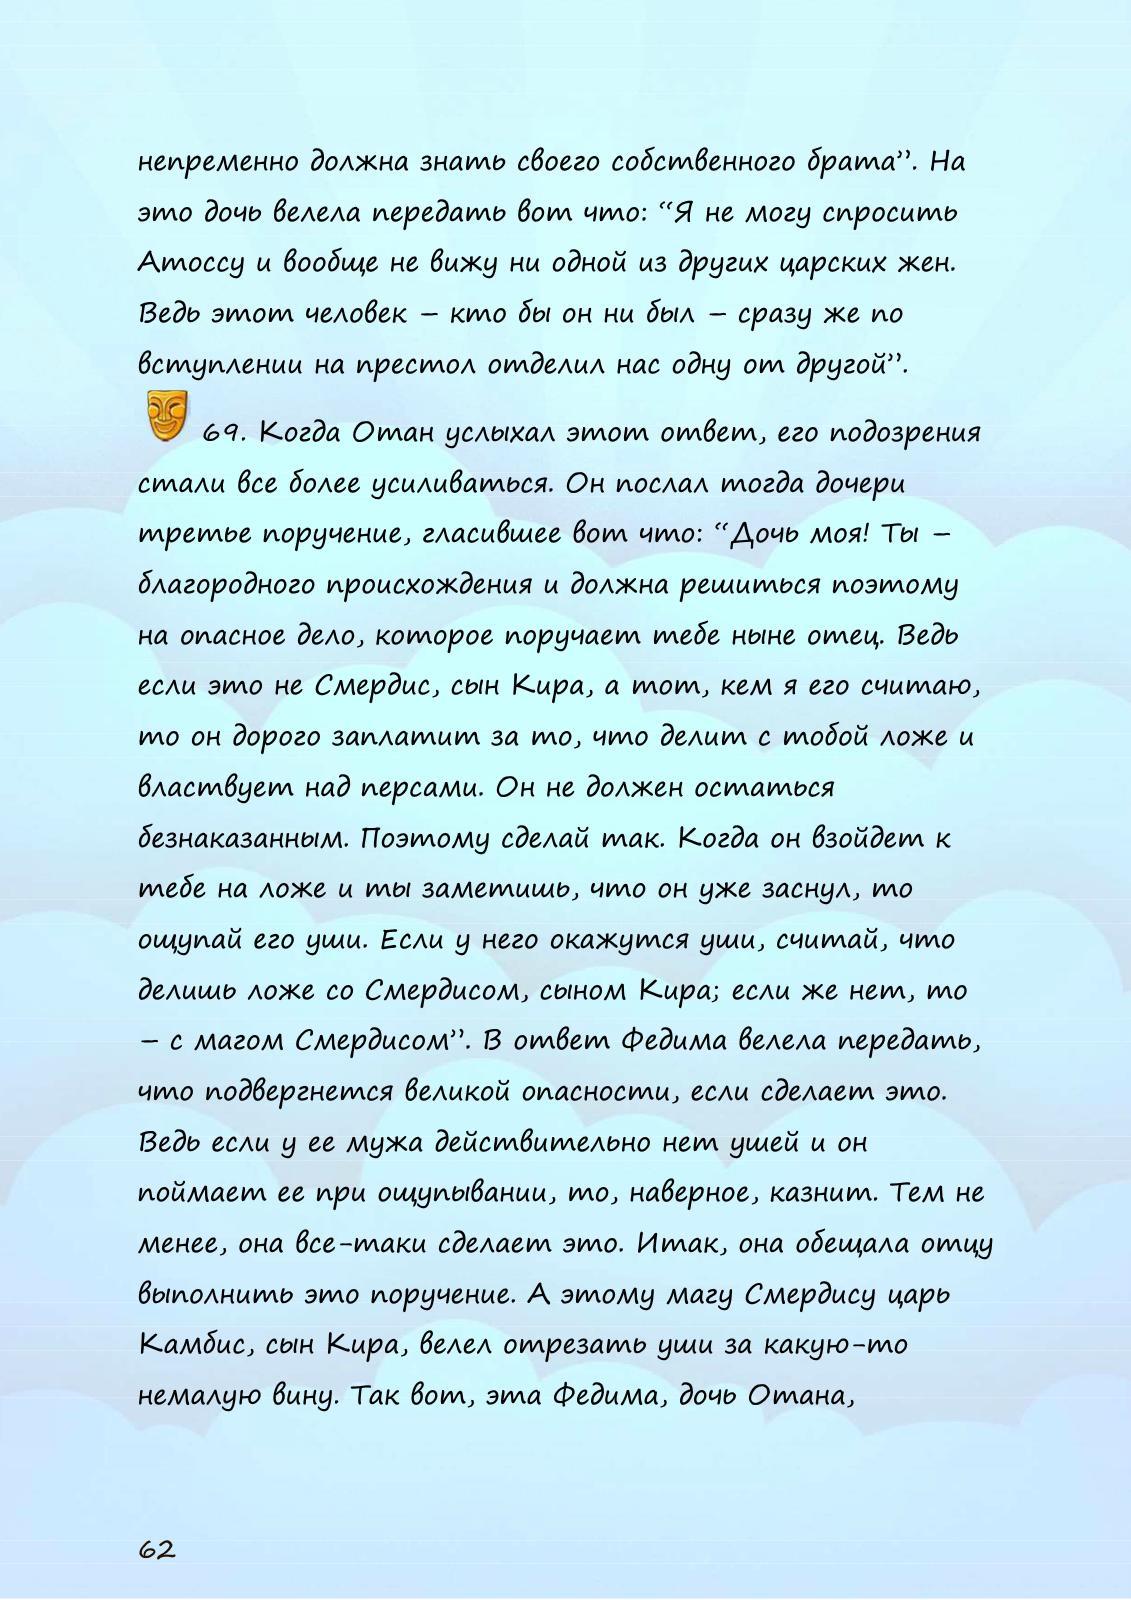 непременно должна знать своего собственного брата”. На
это дочь велела передать вот что: “Я не могу спросить
Атоссу и вообще не вижу ни одной из других царских жен.
Ведь этот человек – кто бы он ни был – сразу же по
вступлении на престол отделил нас одну от другой”.
69. Когда Отан услыхал этот ответ, его подозрения
стали все более усиливаться. Он послал тогда дочери
третье поручение, гласившее вот что: “Дочь моя! Ты –
благородного происхождения и должна решиться поэтому
на опасное дело, которое поручает тебе ныне отец. Ведь
если это не Смердис, сын Кира, а тот, кем я его считаю,
то он дорого заплатит за то, что делит с тобой ложе и
властвует над персами. Он не должен остаться
безнаказанным. Поэтому сделай так. Когда он взойдет к
тебе на ложе и ты заметишь, что он уже заснул, то
ощупай его уши. Если у него окажутся уши, считай, что
делишь ложе со Смердисом, сыном Кира; если же нет, то
– с магом Смердисом”. В ответ Федима велела передать,
что подвергнется великой опасности, если сделает это.
Ведь если у ее мужа действительно нет ушей и он
поймает ее при ощупывании, то, наверное, казнит. Тем не
менее, она все-таки сделает это. Итак, она обещала отцу
выполнить это поручение. А этому магу Смердису царь
Камбис, сын Кира, велел отрезать уши за какую-то
немалую вину. Так вот, эта Федима, дочь Отана,
62